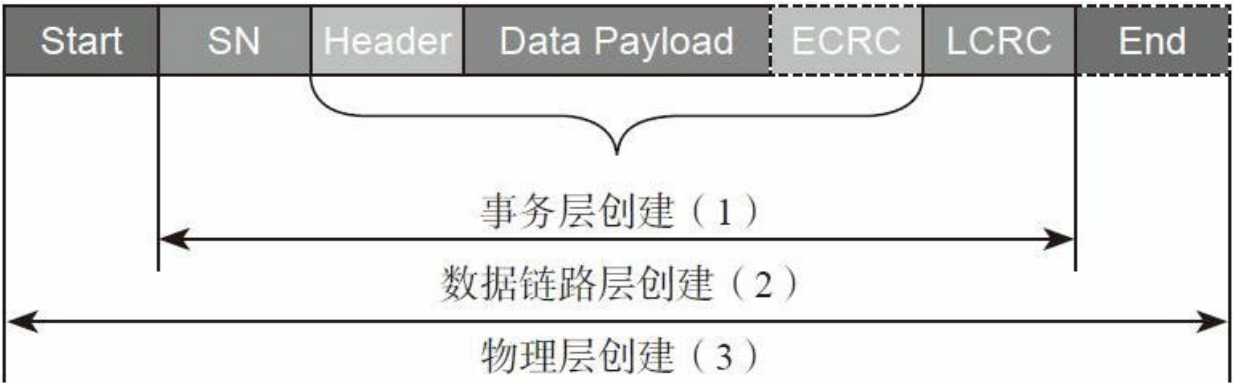 Start SN Header Data Payload ECRC LCRC End
事务层创建（1）
数据链路层创建（2）
物理层创建（3）